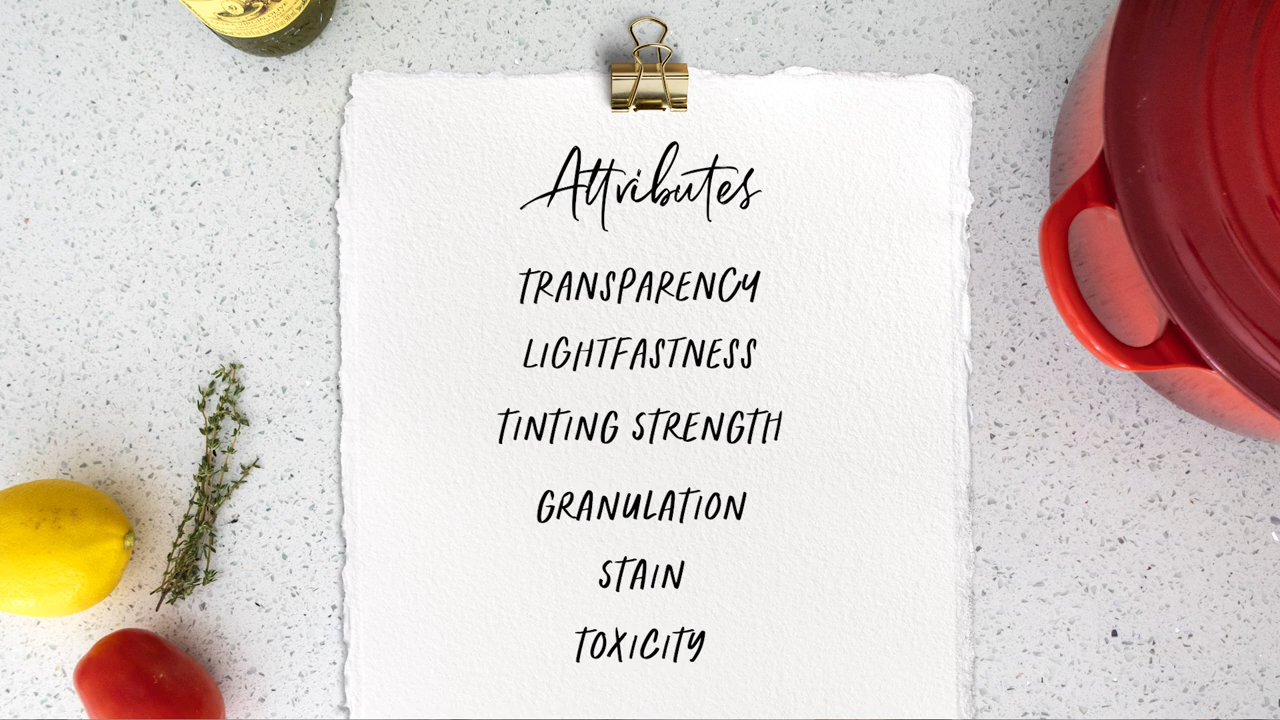 Attributes
TRANSPARENCY
LIGHTFASTNESS
TINTING STRENGTH
GRANULATION
STAIN
TOXICITY